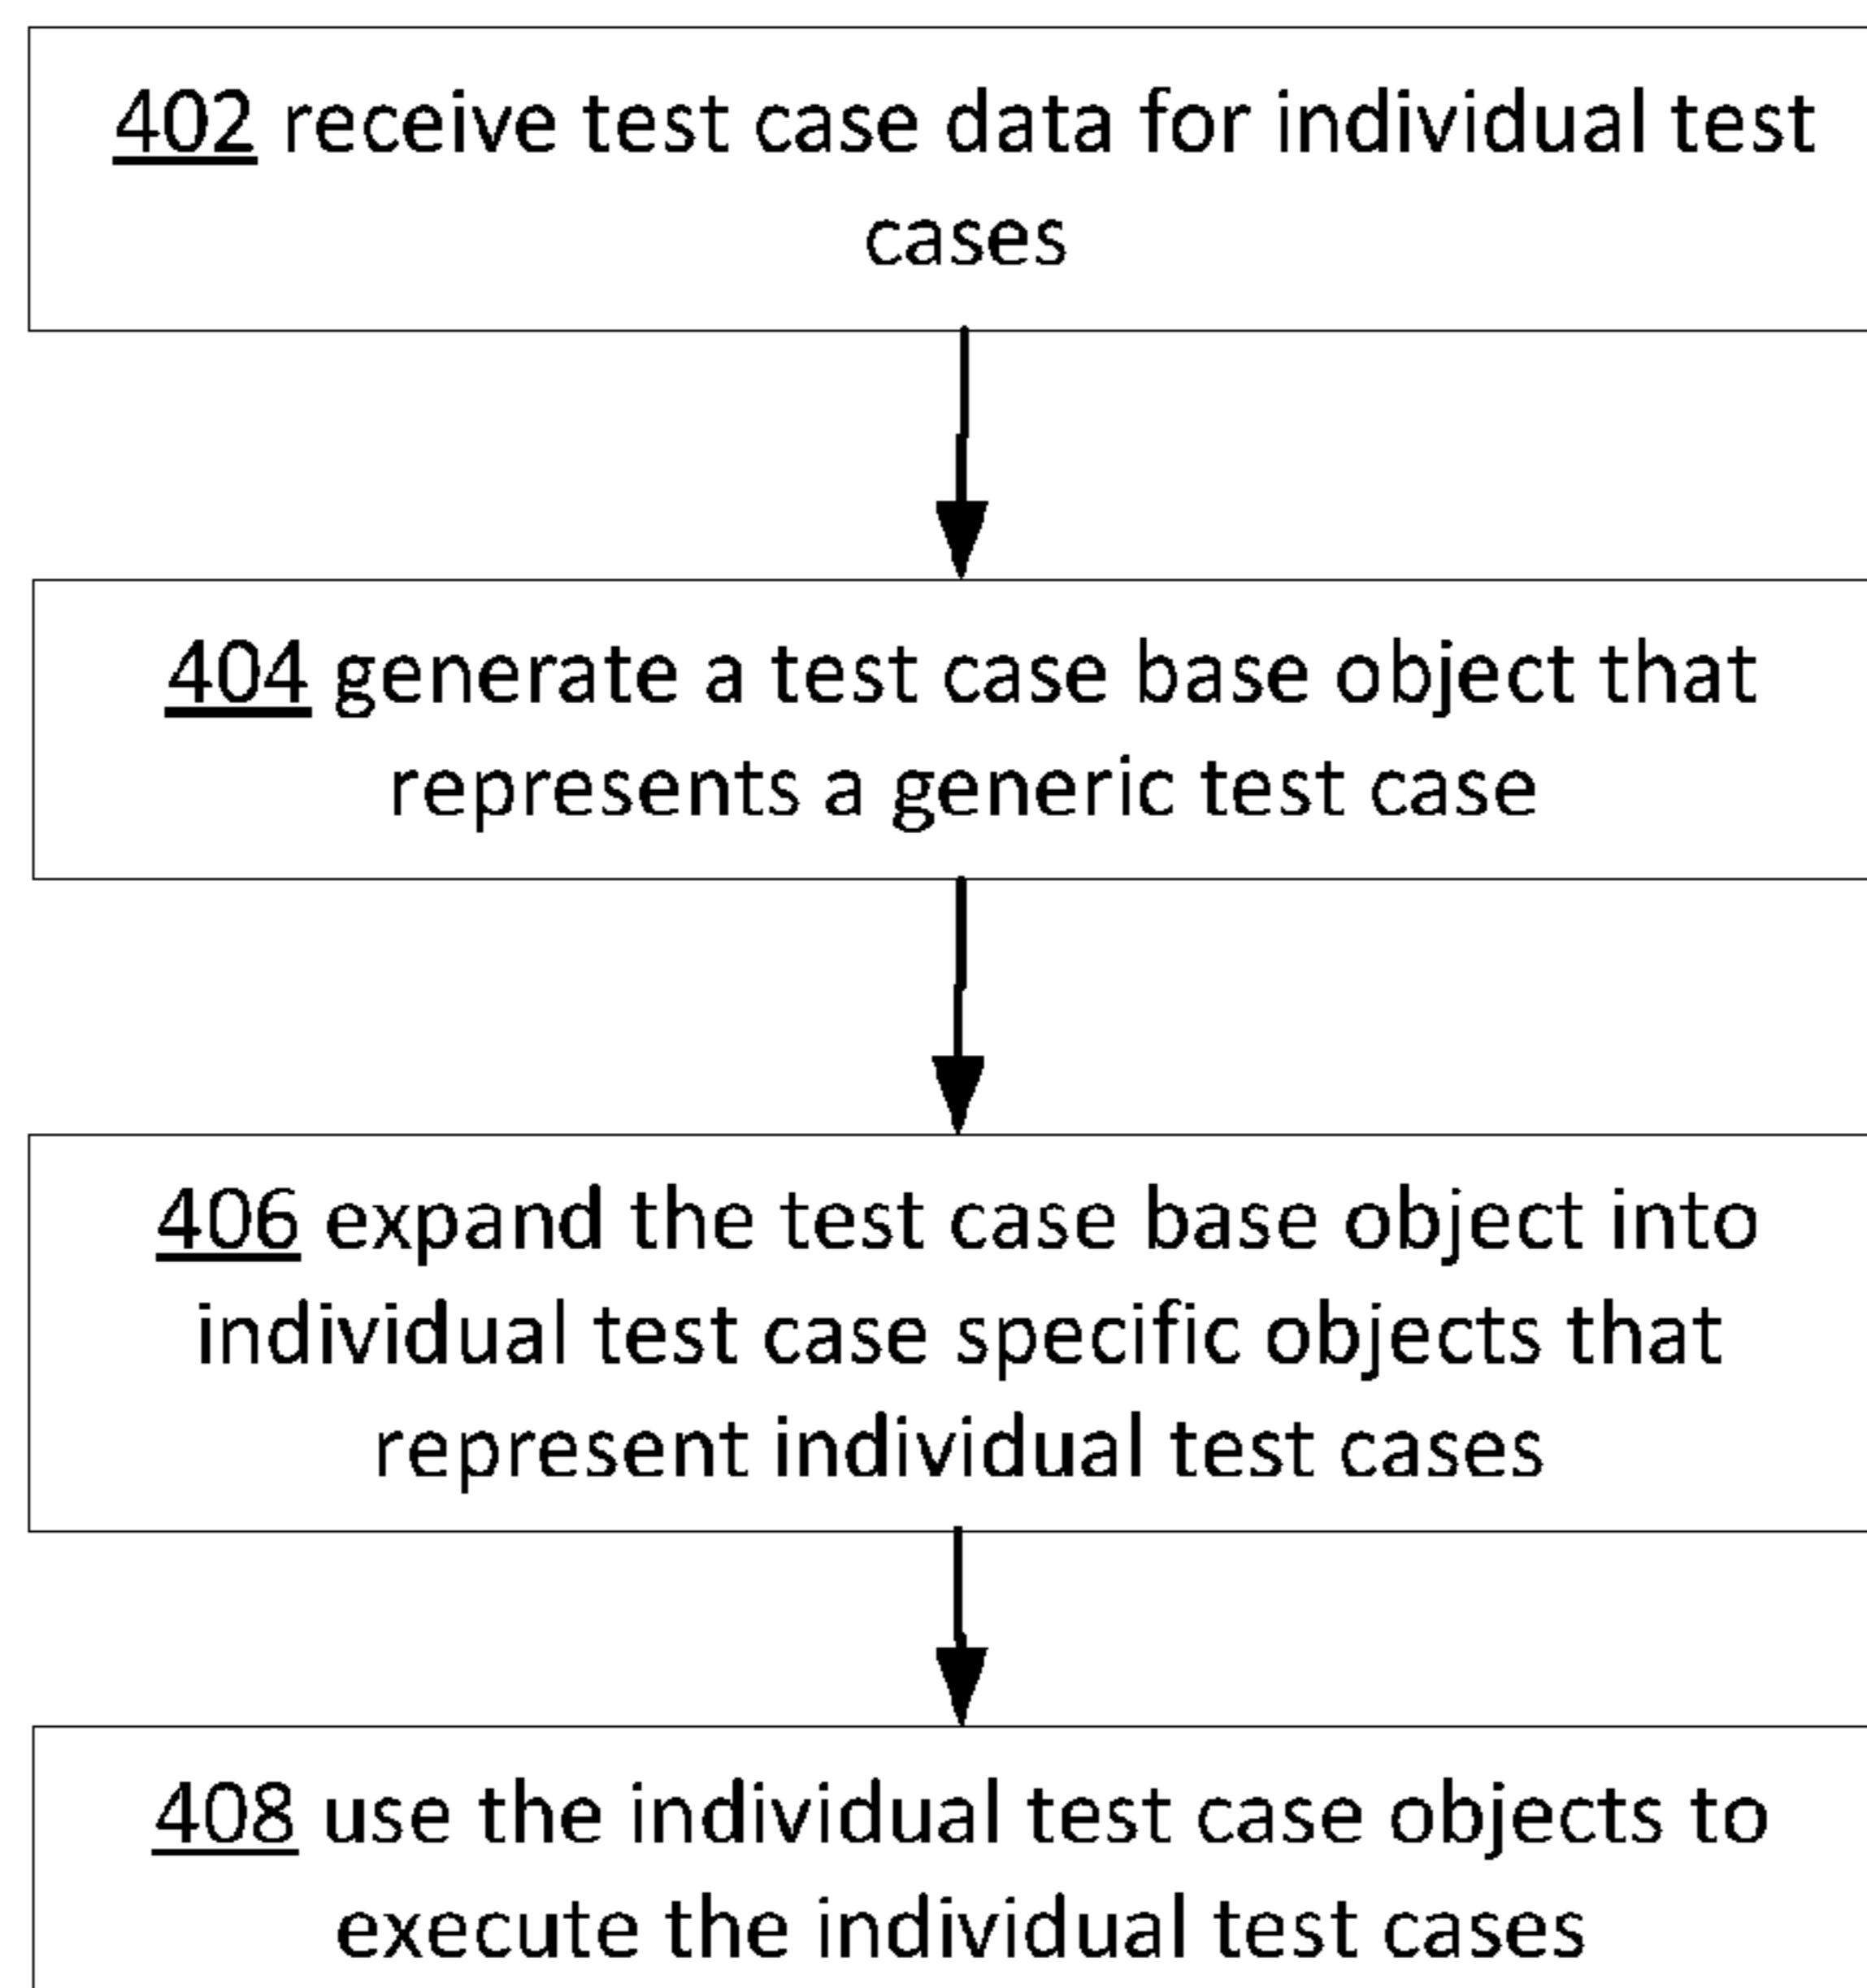 402 receive test case data for individual test
cases
404 generate a test case base object that
represents a generic test case
406 expand the test case base object into
individual test case specific objects that
represent individual test cases
408 use the individual test case objects to
execute the individual test cases